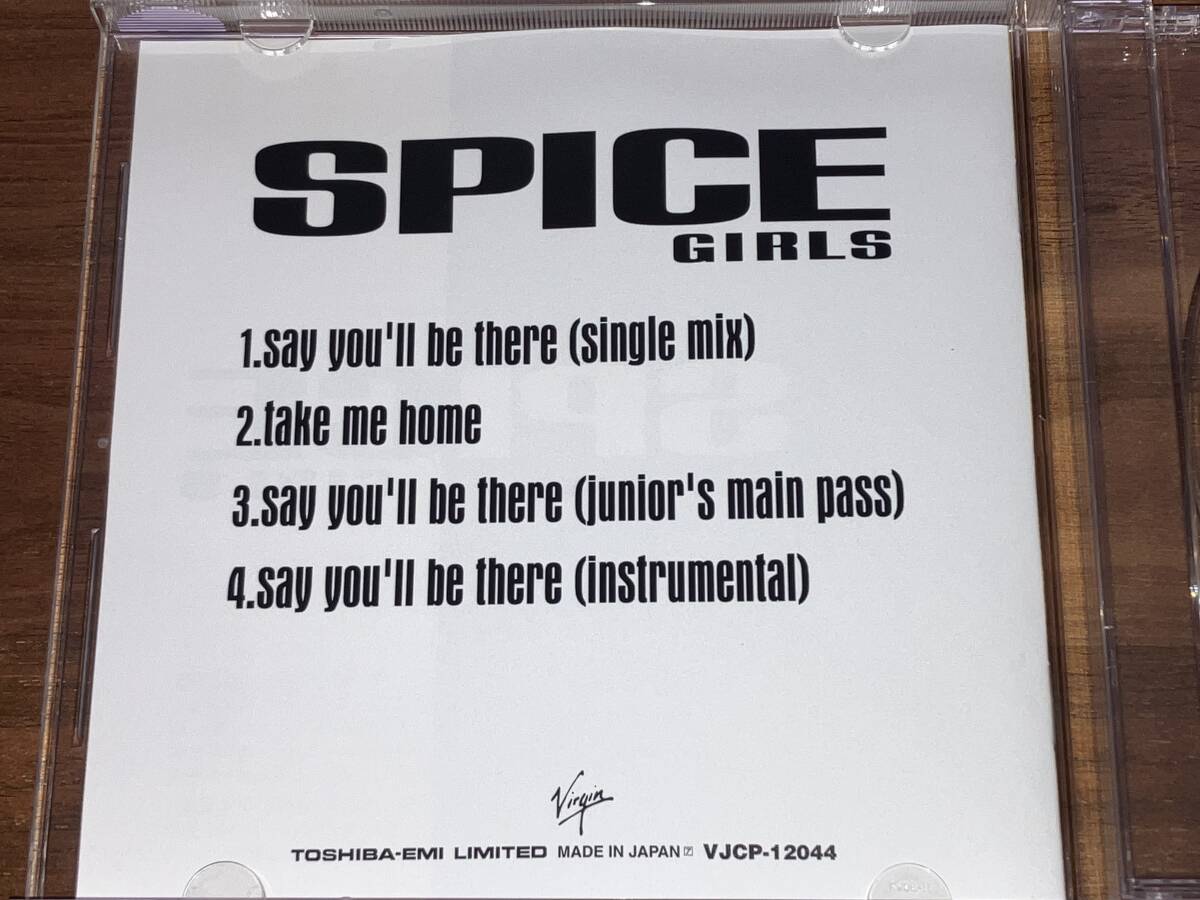 SPICE
GIRLS
1.say you'll be there (single mix)
2.take me home
3.say you'll be there (junior's main pass)
4.say you'll be there (instrumental)
Virgin
TOSHIBA-EMI LIMITED MADE IN JAPAN VJCP-12044